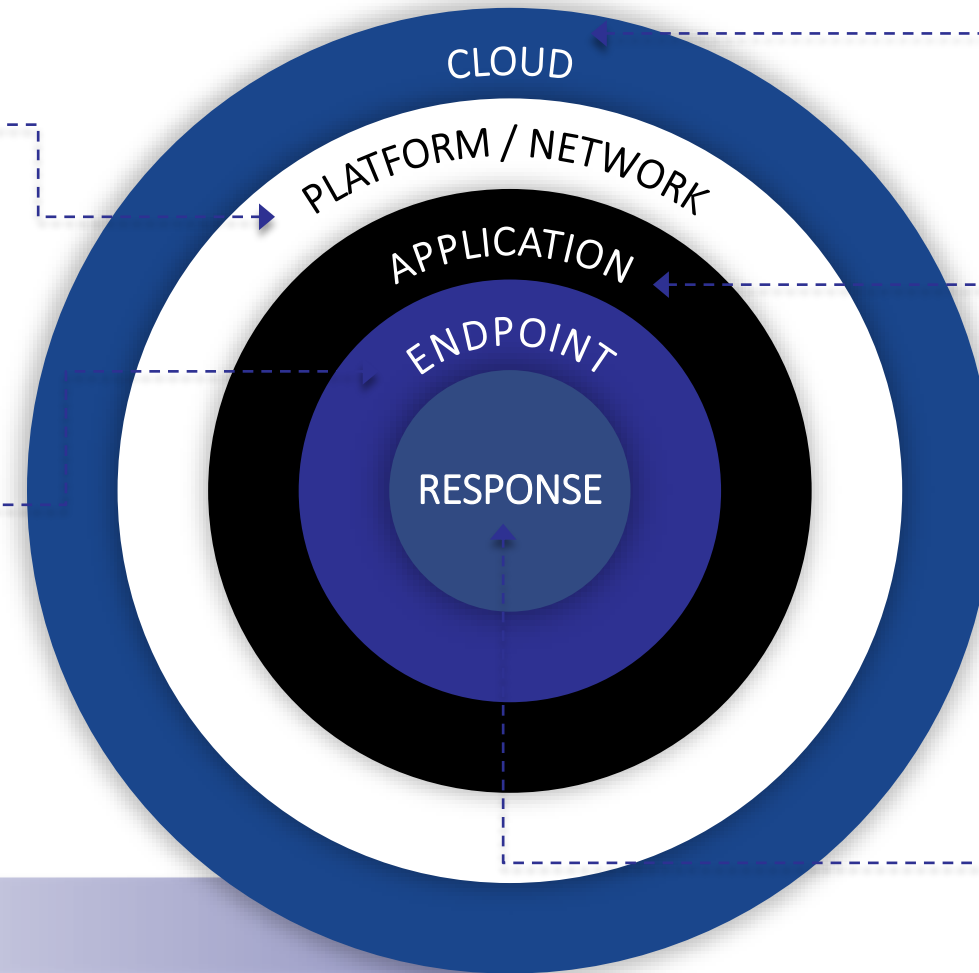 CLOUD
PLATFORM / NETWORK
APPLICATION
ENDPOINT
RESPONSE